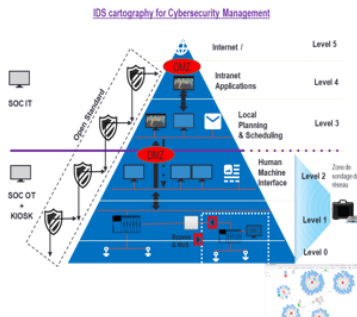 IDS cartography for Cybersecurity Management
Internet /
Level 5
DMZ
Intranet
Applications
Level 4
SOC IT
Open Standard
Local
Planning
& Scheduling
Level 3
DMZ
Human
Machine
Interface
Level 2
SOC OT
+
KIOSK
Zone de
sondage de
réseau
Level 1
Level 0